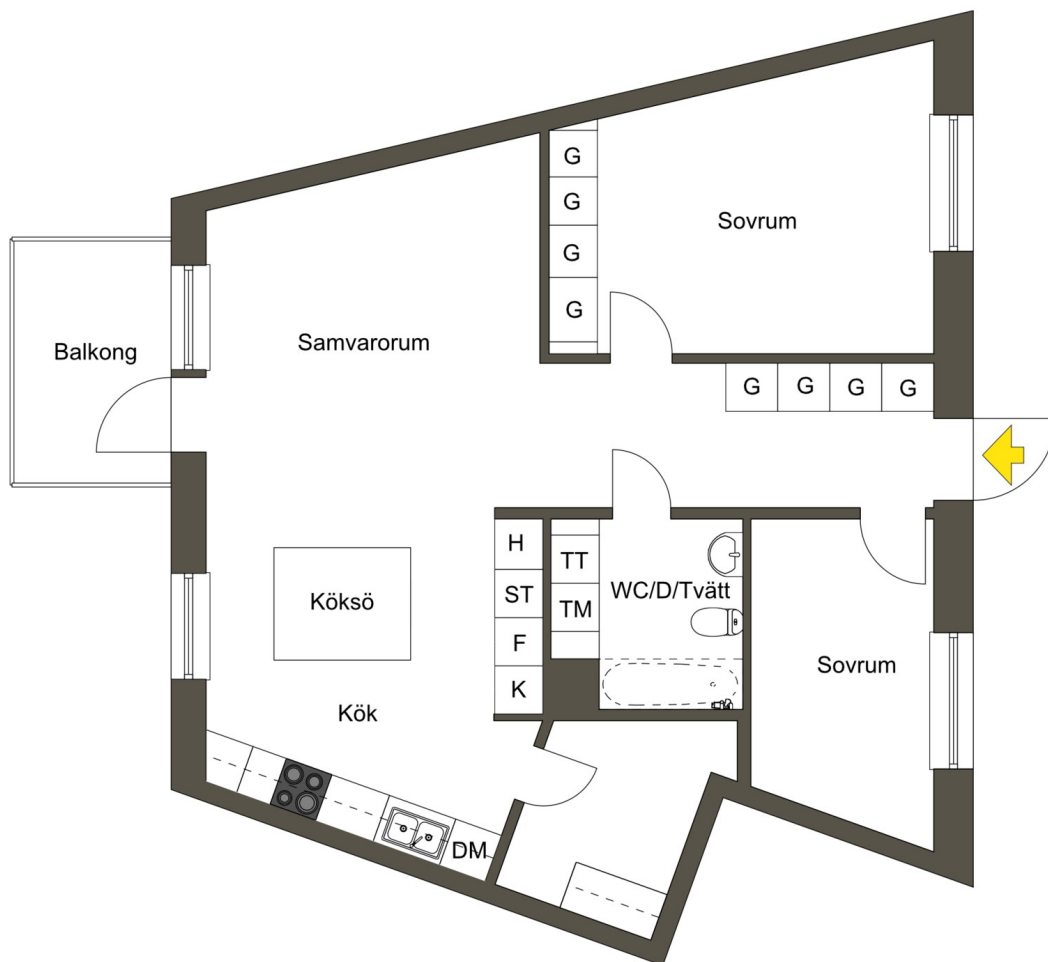 G
G
Sovrum
G
Samvarorum
Balkong
G
G
G
G
G
H
TT
ST
WC/D/Tvätt
Köksö
TM
F
Sovrum
K
Kök
DM